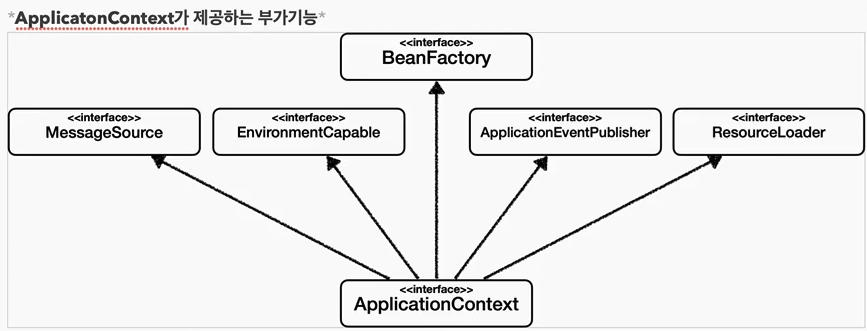 *ApplicatonContext가 제공하는 부가기능*
<<interface>>
BeanFactory
<<interface>>
MessageSource
<<interface>>
EnvironmentCapable
<<interface>>
ApplicationEventPublisher
<<interface>>
ResourceLoader
<<interface>>
ApplicationContext